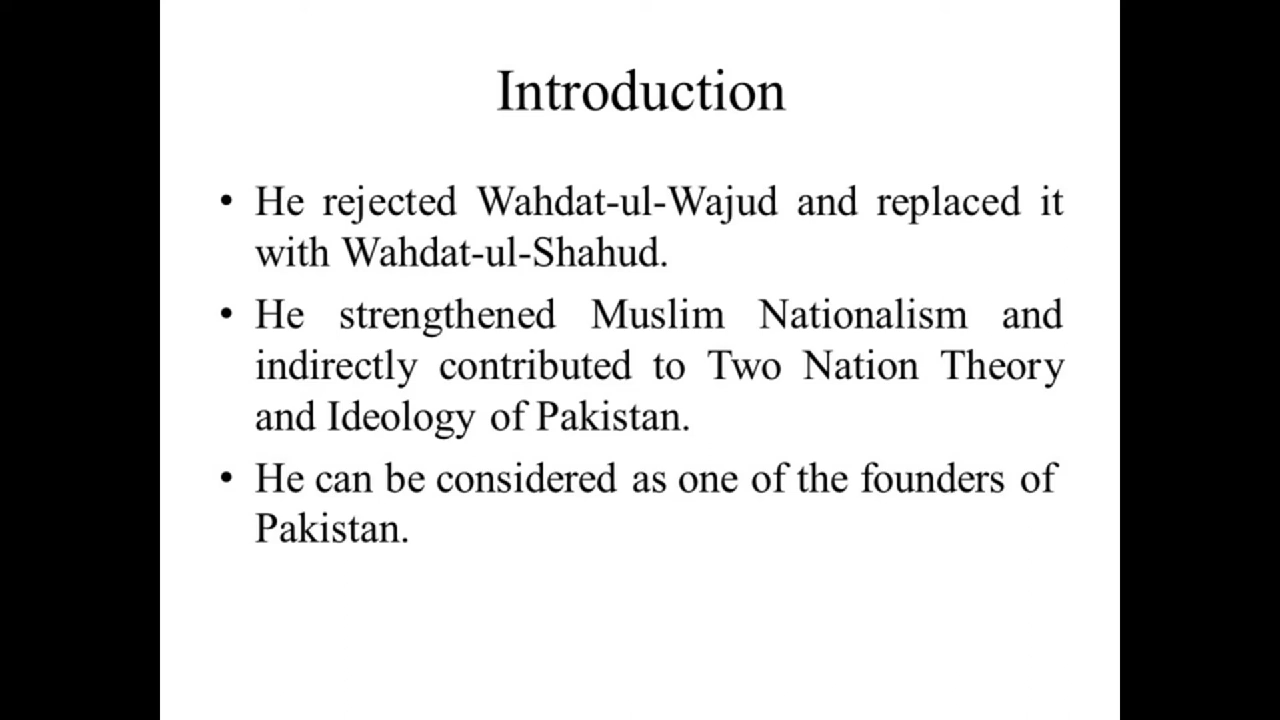 Introduction
• He rejected Wahdat-ul-Wajud and replaced it
with Wahdat-ul-Shahud.
• He strengthened Muslim Nationalism and
indirectly contributed to Two Nation Theory
and Ideology of Pakistan.
• He can be considered as one of the founders of
Pakistan.